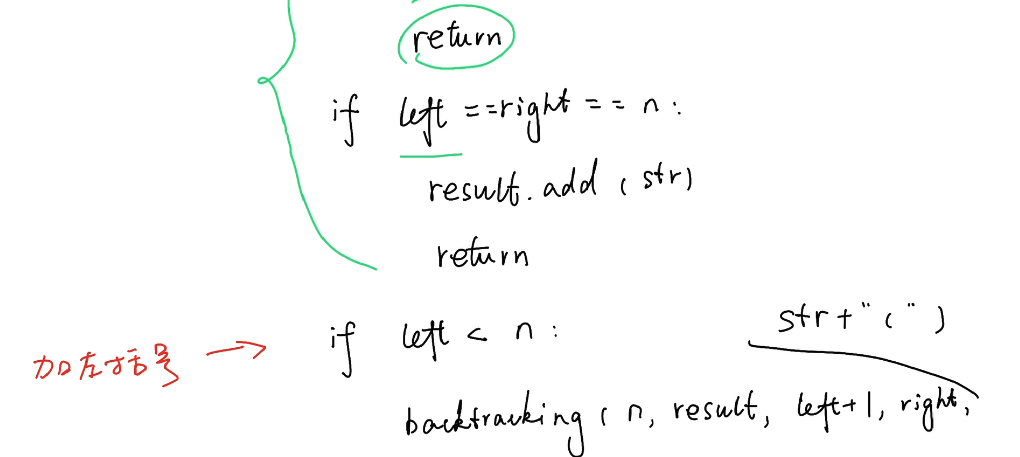 return
if left ==right == n:
result.add (str)
return
加左括号 → if left < n:
str+"(")
backtracking (n, result, left+1, right,